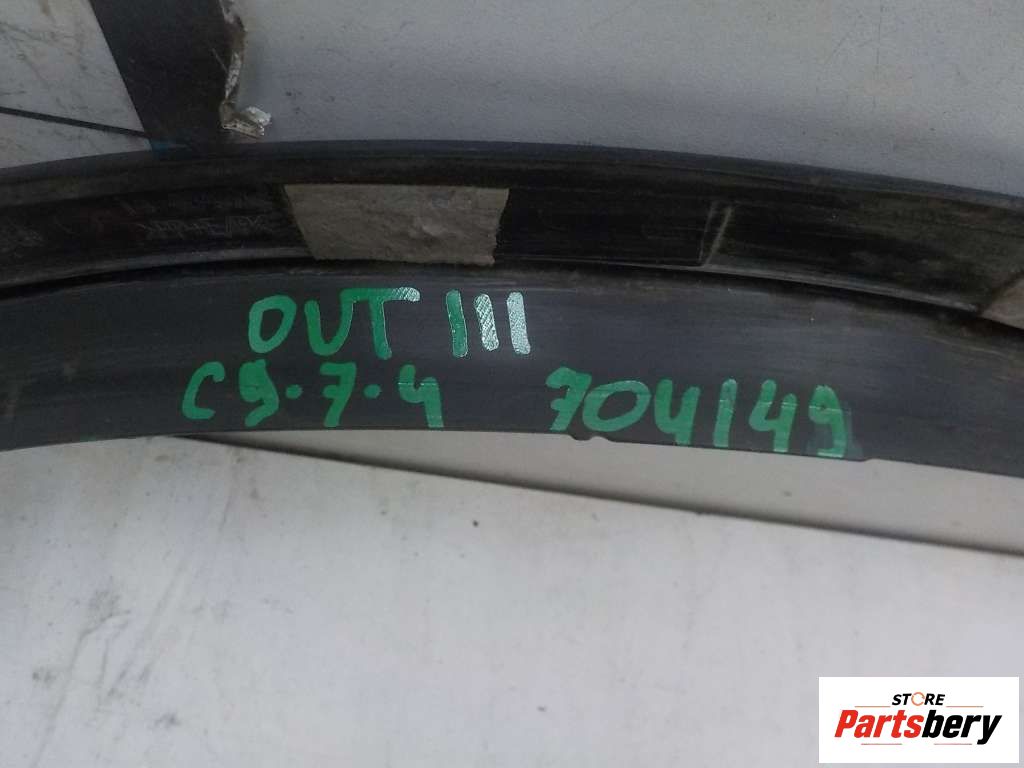 OUT III
C9.7.4 704149
STORE
Partsbery